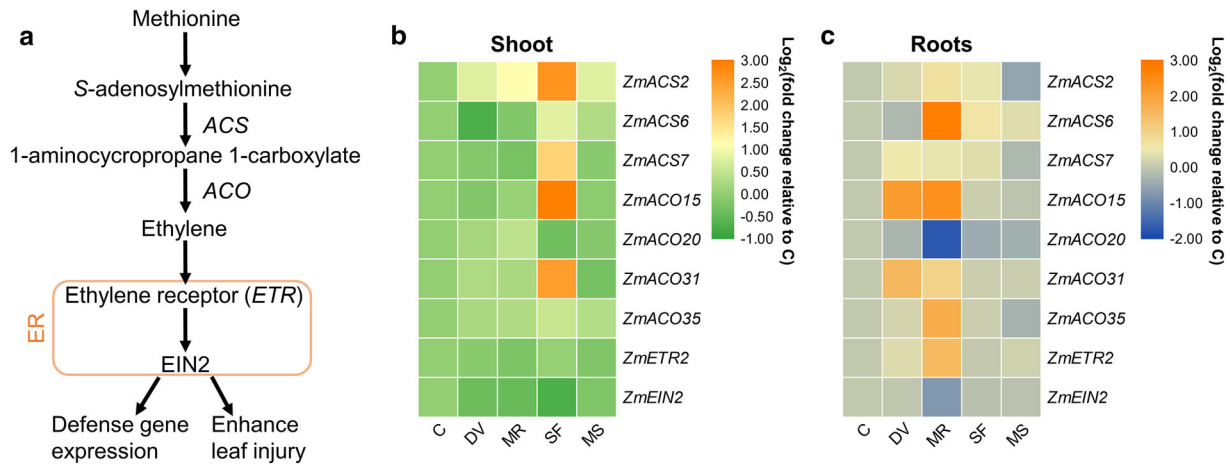 a
Methionine
S-adenosylmethionine
ACS
1-aminocycropropane 1-carboxylate
ACO
Ethylene
Ethylene receptor (ETR)
ER
EIN2
Defense gene
expression
Enhance
leaf injury
b
Shoot
ZmACS2
ZmACS6
ZmACS7
ZmACO15
ZmACO20
ZmACO31
ZmACO35
ZmETR2
ZmEIN2
C
DV
MR
SF
MS
3.00
2.50
2.00
1.50
1.00
0.50
0.00
-0.50
-1.00
Log2(fold change relative to C)
c
Roots
ZmACS2
ZmACS6
ZmACS7
ZmACO15
ZmACO20
ZmACO31
ZmACO35
ZmETR2
ZmEIN2
C
DV
MR
SF
MS
3.00
2.00
1.00
0.00
-1.00
-2.00
Log2(fold change relative to C)